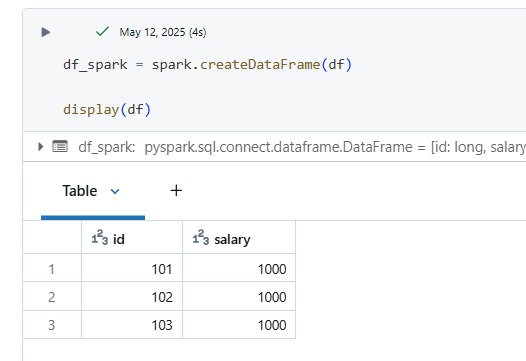 May 12, 2025 (4s)
df_spark = spark.createDataFrame(df)
display(df)
df_spark: pyspark.sql.connect.dataframe.DataFrame = [id: long, salary
Table +
123 id 123 salary
1 101 1000
2 102 1000
3 103 1000